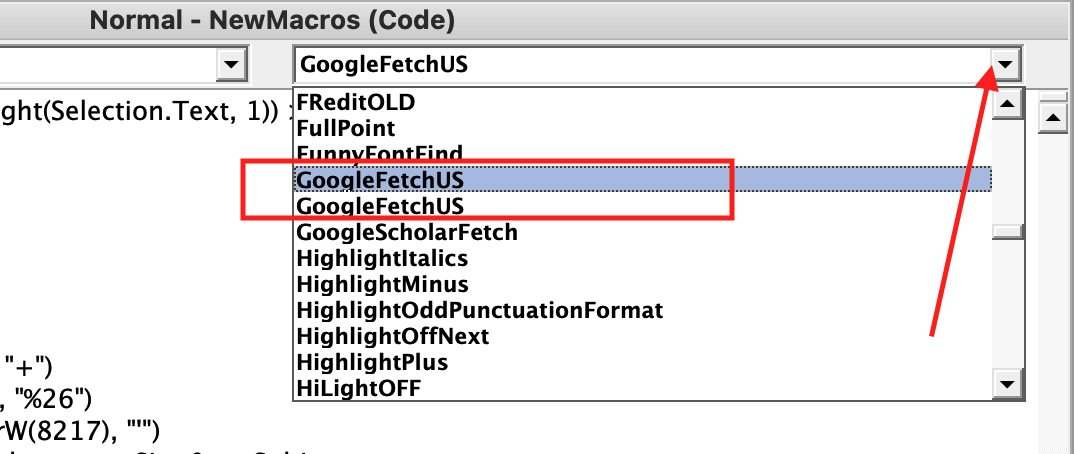 Normal - NewMacros (Code)
GoogleFetchUS
ght(Selection.Text, 1))
FReditOLD
FullPoint
FunnyFontFind
GoogleFetchUS
GoogleFetchUS
GoogleScholarFetch
HighlightItalics
HighlightMinus
HighlightOddPunctuationFormat
HighlightOffNext
"+")
HighlightPlus
, "%26")
HiLightOFF
rW(8217), "'")